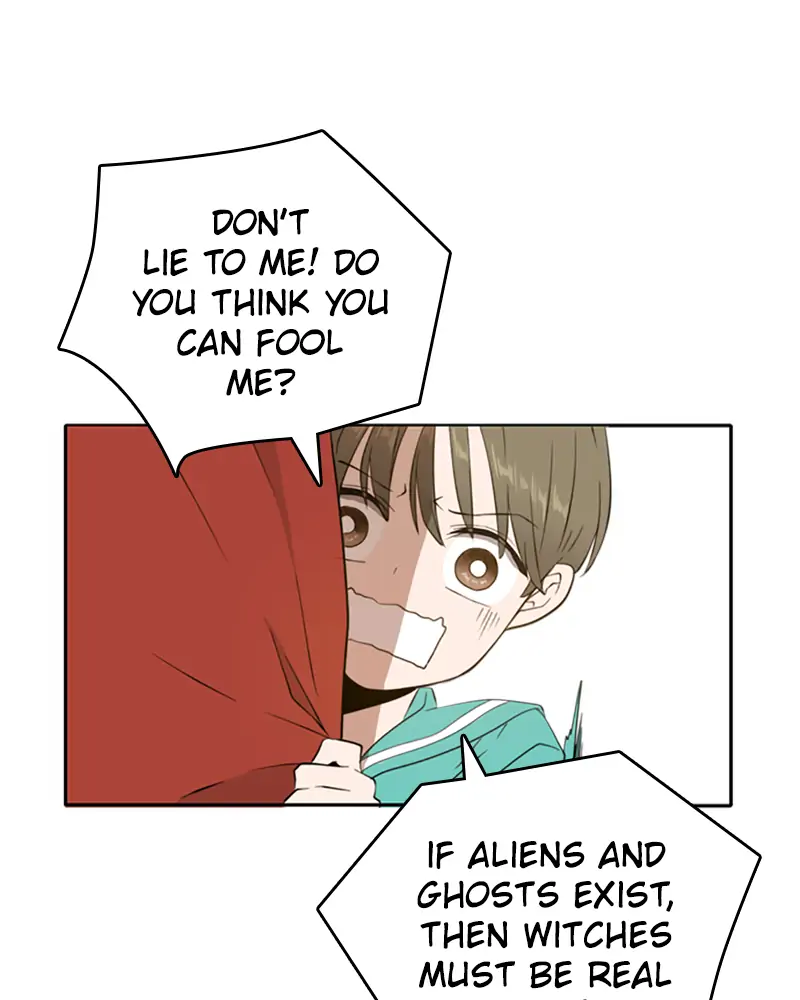 DON'T
LIE TO ME! DO
YOU THINK YOU
CAN FOOL
ME?
IF ALIENS AND
GHOSTS EXIST,
THEN WITCHES
MUST BE REAL